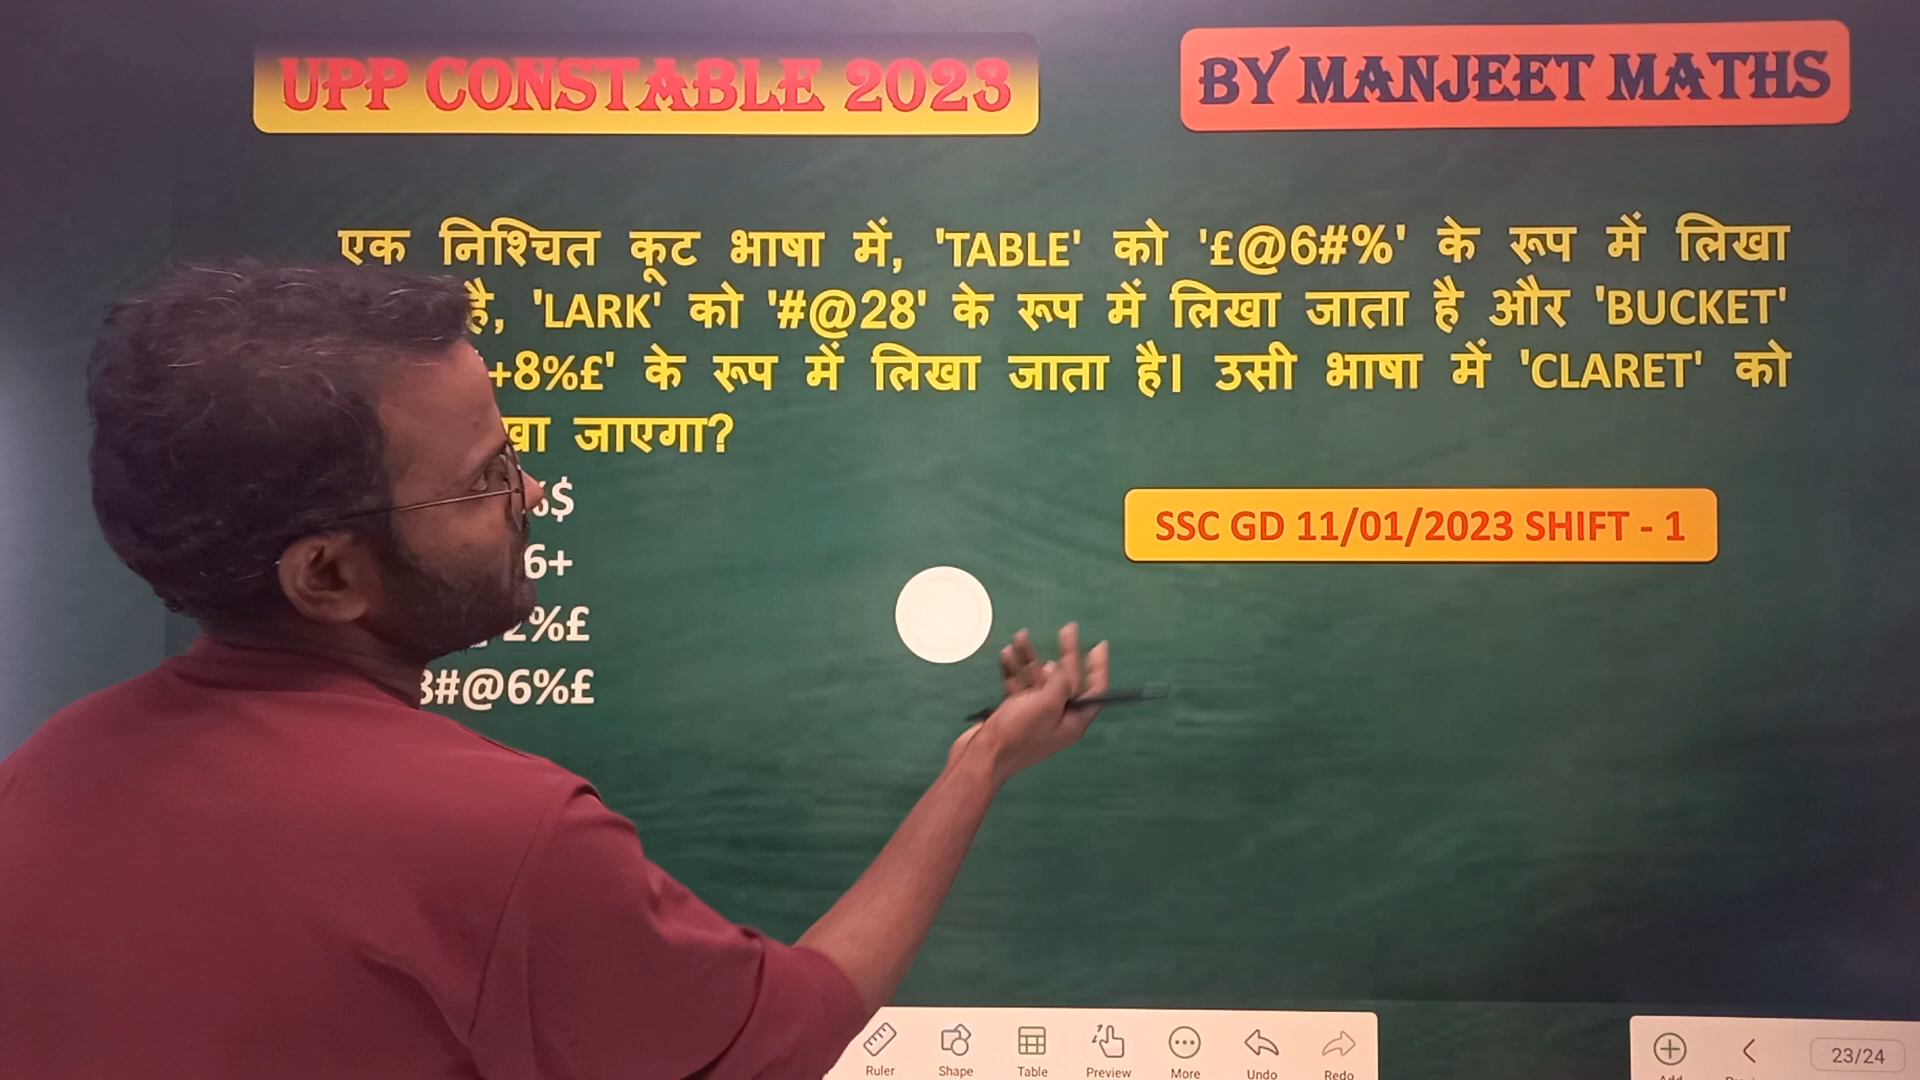 UPP CONSTABLE 2023
BY MANJEET MATHS
एक निश्चित कूट भाषा में, 'TABLE' को '£@6#%' के रूप में लिखा
है, 'LARK' को '#@28' के रूप में लिखा जाता है और 'BUCKET'
+8%£' के रूप में लिखा जाता है। उसी भाषा में 'CLARET' को
जाएगा?
$
6+
SSC GD 11/01/2023 SHIFT - 1
2%£
#@6%£
Ruler Shape Table Preview More Undo Redo
23/24